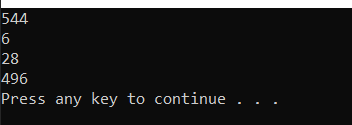 544
6
28
496
Press any key to continue . . .